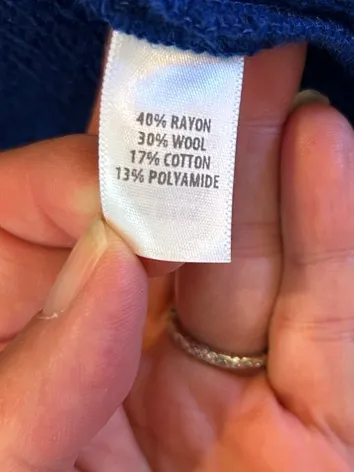 40% RAYON
30% WOOL
17% COTTON
13% POLYAMIDE